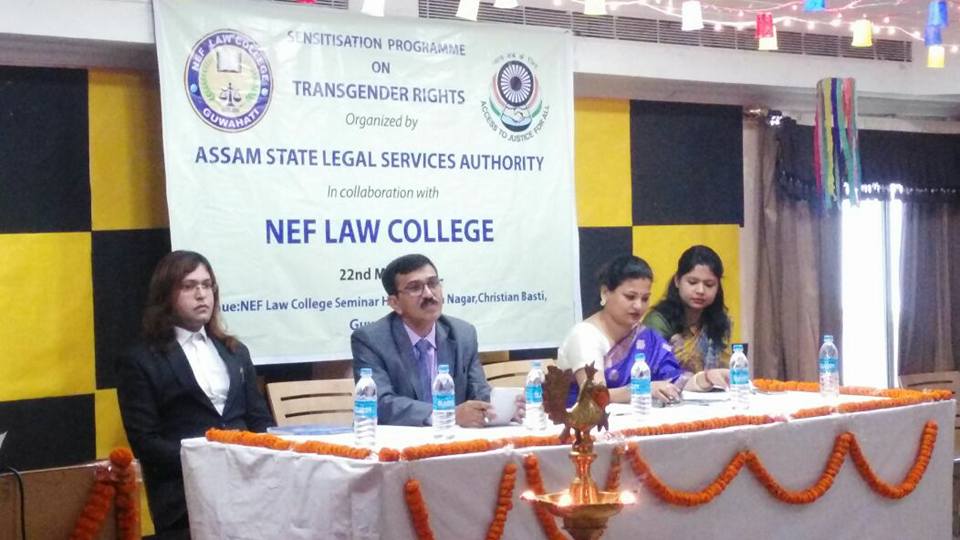 NEF LAW COLLEGE
GUWAHATI
SENSITISATION PROGRAMME
ON
TRANSGENDER RIGHTS
Organized by
ACCESS TO JUSTICE FOR ALL
ASSAM STATE LEGAL SERVICES AUTHORITY
In collaboration with
NEF LAW COLLEGE
22nd M
ue:NEF Law College Seminar H Nagar,Christian Basti,
Guw